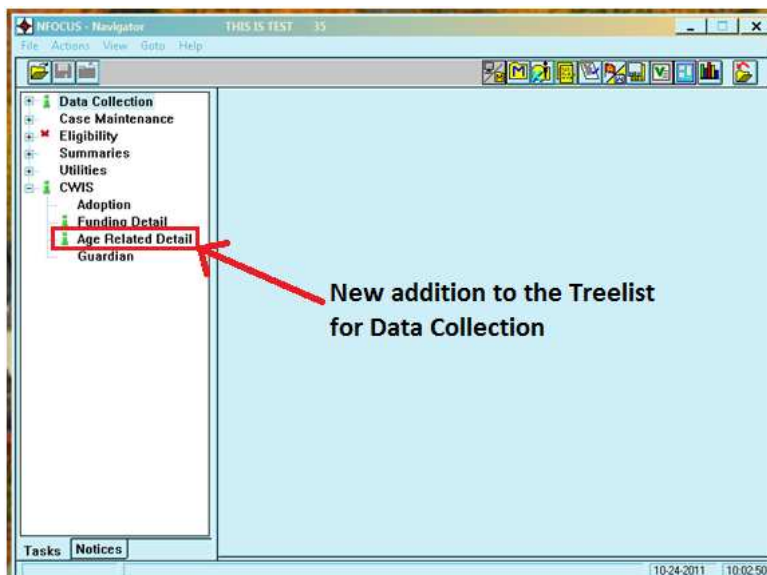 NFOCUS - Navigator THIS IS TEST 35
File Actions View Goto Help
Data Collection
Case Maintenance
Eligibility
Summaries
Utilities
CWIS
Adoption
Funding Detail
Age Related Detail
Guardian
New addition to the Treelist
for Data Collection
Tasks Notices
10-24-2011 10:02:50